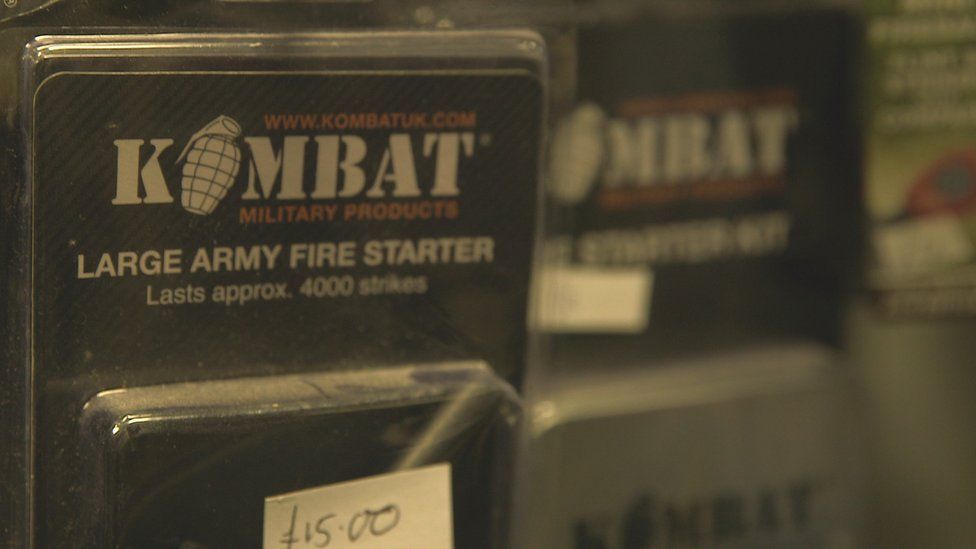 WWW.KOMBATUK.COM
KOMBAT®
MILITARY PRODUCTS
LARGE ARMY FIRE STARTER
Lasts approx. 4000 strikes
£15.00
KOMBAT
STARTER KIT
KOMBAT